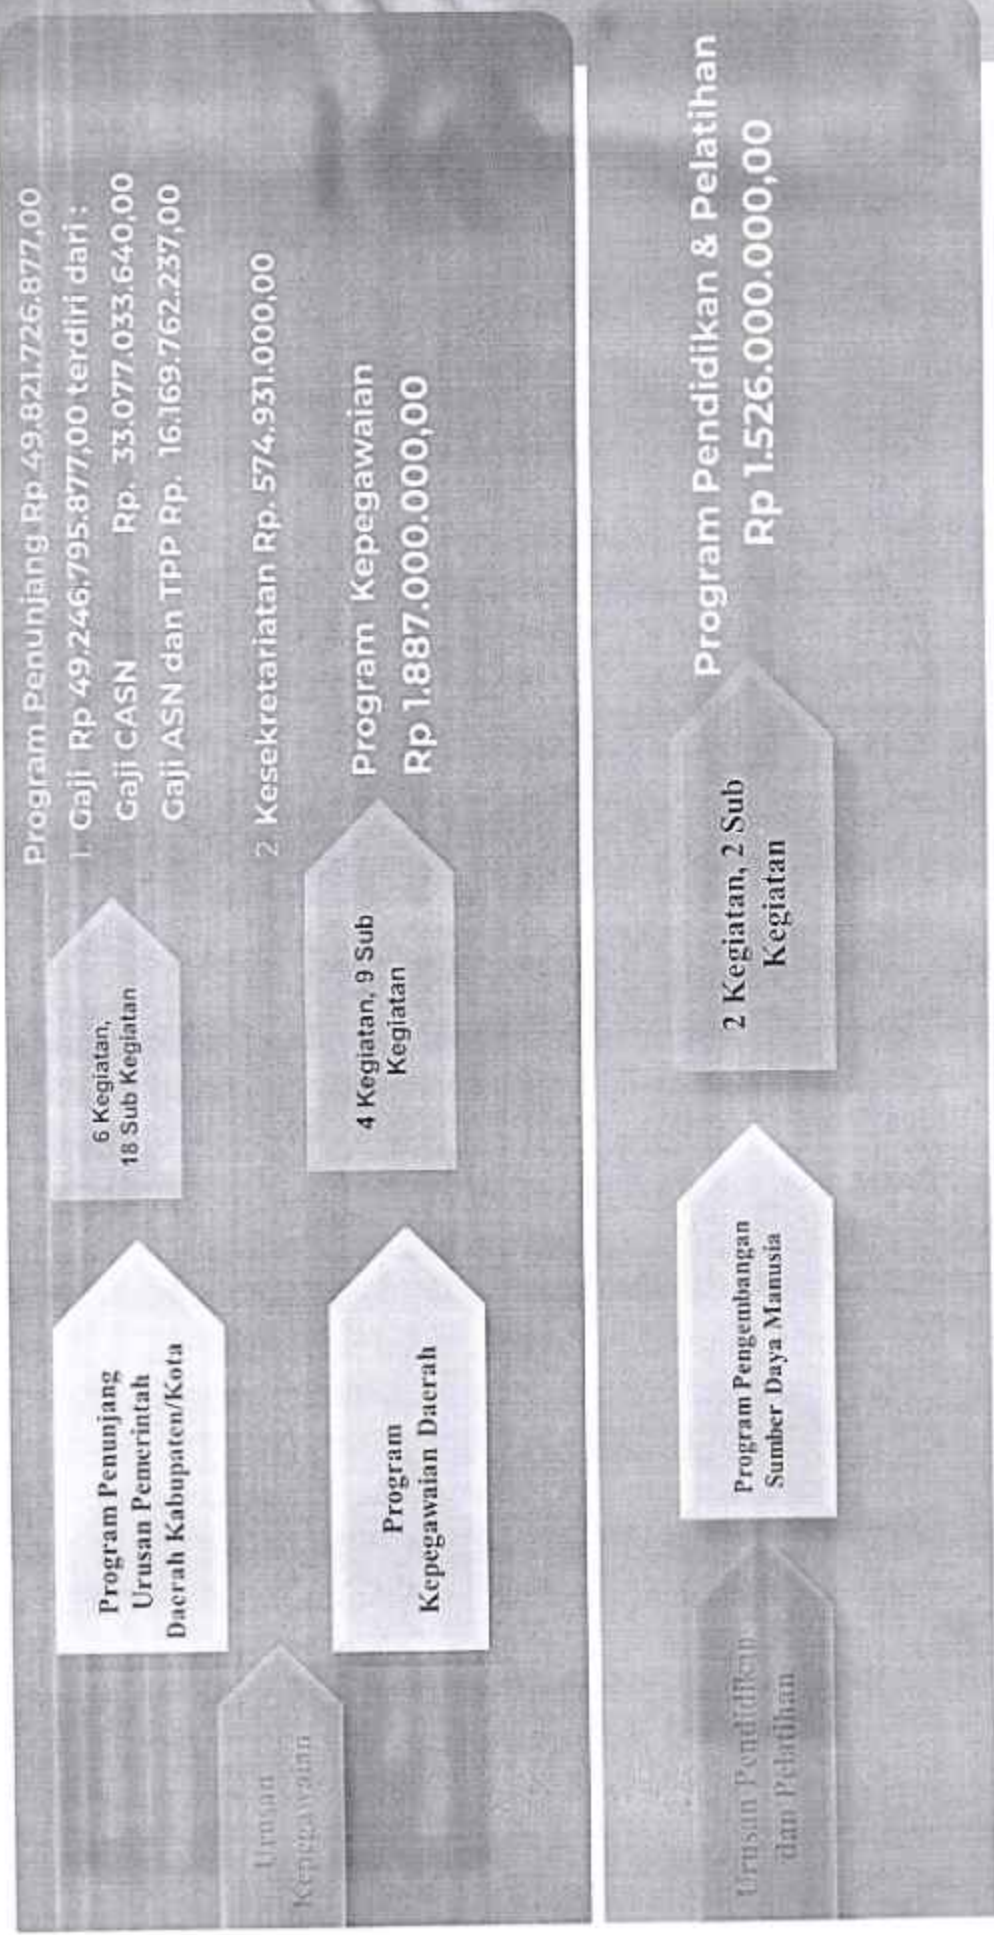 Urusan
Kepegawaian
Program Penunjang
Urusan Pemerintah
Daerah Kabupaten/Kota
6 Kegiatan,
18 Sub Kegiatan
Program Penunjang Rp 49.821.726.877,00
1. Gaji Rp 49.246.795.877,00 terdiri dari :
Gaji CASN Rp. 33.077.033.640,00
Gaji ASN dan TPP Rp. 16.169.762.237,00
2. Kesekretariatan Rp. 574.931.000,00
Program
Kepegawaian Daerah
4 Kegiatan, 9 Sub
Kegiatan
Program Kepegawaian
Rp 1.887.000.000,00
Urusan Pendidikan
dan Pelatihan
Program Pengembangan
Sumber Daya Manusia
2 Kegiatan, 2 Sub
Kegiatan
Program Pendidikan & Pelatihan
Rp 1.526.000.000,00